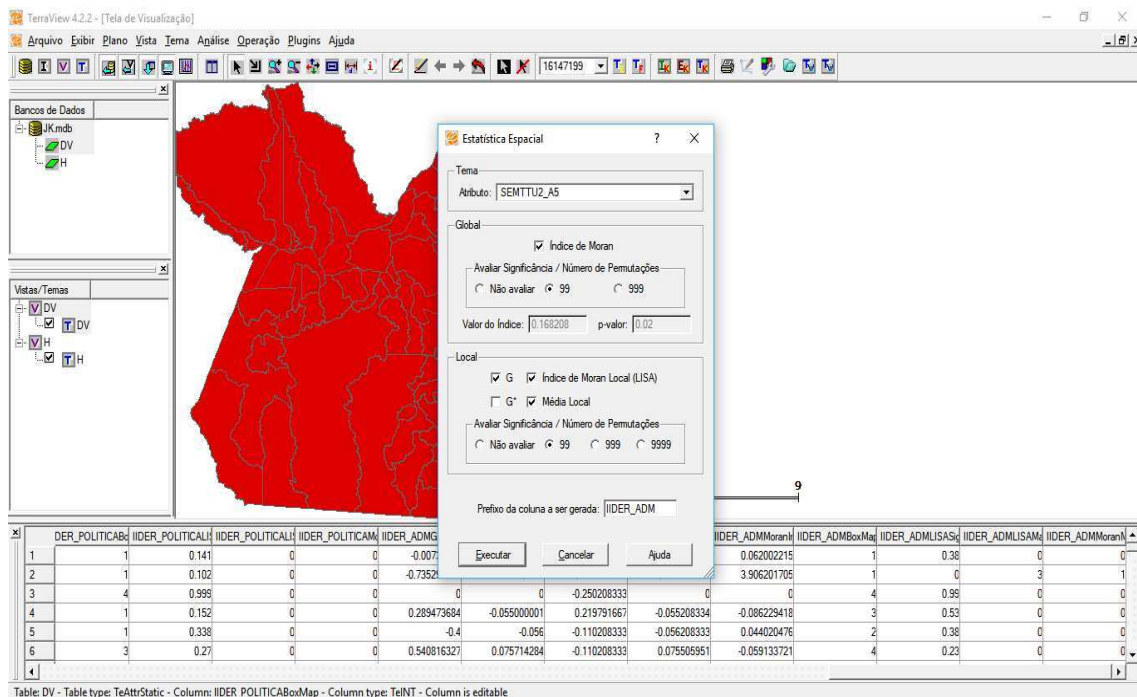 TerraView 4.2.2 - [Tela de Visualização]
Arquivo Exibir Plano Vista Tema Análise Operação Plugins Ajuda
16147199
Bancos de Dados
JK.mdb
DV
H
Vistas/Temas
DV
DV
H
H
Estatística Espacial
Tema
Atributo: SEMTTU2_A5
Global
Índice de Moran
Avaliar Significância / Número de Permutações
Não avaliar 99 999
Valor do Índice: 0.168208 p-valor: 0.02
Local
G Índice de Moran Local (LISA)
G* Média Local
Avaliar Significância / Número de Permutações
Não avaliar 99 999 9999
Prefixo da coluna a ser gerada: IIDER_ADM
Executar Cancelar Ajuda
9
IIDER_ADMBoxMap
1 1 0.141 0 0 -0.007 0.062002215 1 0.38 0 0
2 1 0.102 0 0 -0.7352 3.906201705 1 0 3 1
3 4 0.999 0 0 0 0 -0.250208333 0 0 4 0.99 0 0
4 1 0.152 0 0 0.289473684 -0.055000001 0.219791667 -0.055208334 -0.086229418 3 0.53 0 0
5 1 0.338 0 0 -0.4 -0.056 -0.110208333 -0.056208333 0.044020476 2 0.38 0 0
6 3 0.27 0 0 0.540816327 0.075714284 -0.110208333 0.075505951 -0.059133721 4 0.23 0 0
Table: DV - Table type: TeAttrStatic - Column: IIDER_POLITICABoxMap - Column type: TeINT - Column is editable